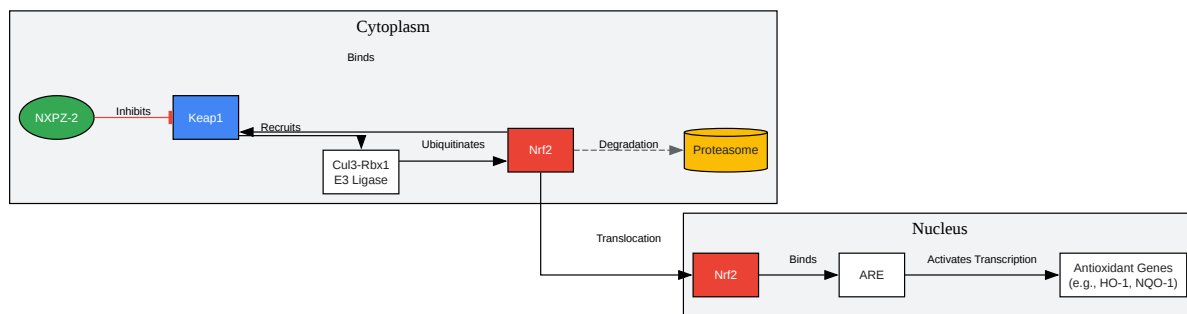 Cytoplasm
Binds
NXPZ-2
Inhibits
Keap1
Recruits
Cul3-Rbx1
E3 Ligase
Ubiquitinates
Nrf2
Degradation
Proteasome
Translocation
Nucleus
Nrf2
Binds
ARE
Activates Transcription
Antioxidant Genes
(e.g., HO-1, NQO-1)